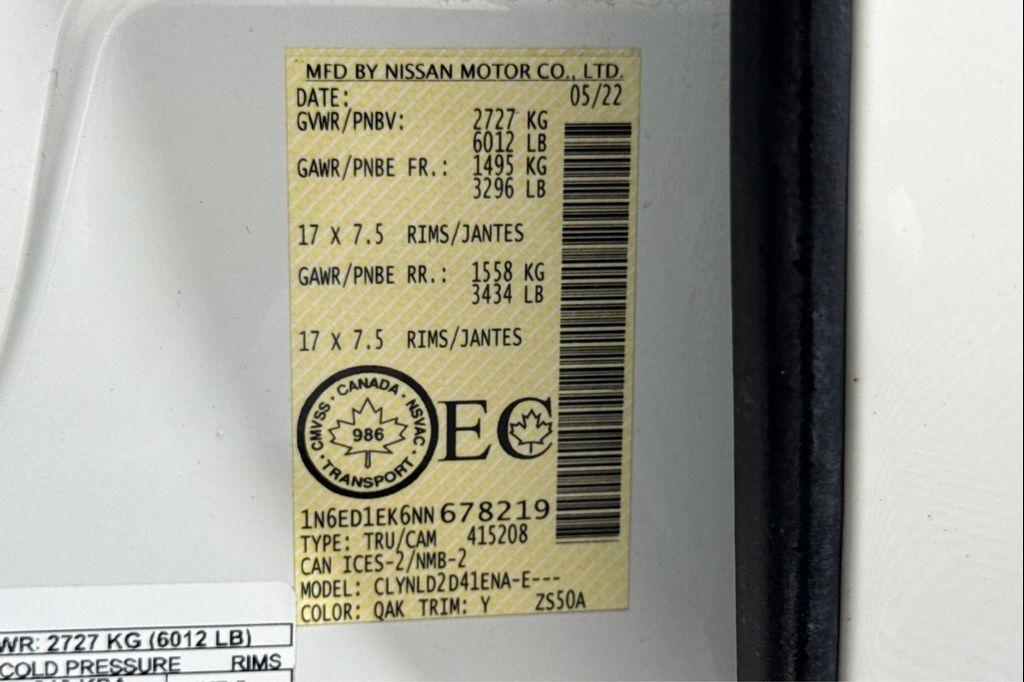 MFD BY NISSAN MOTOR CO., LTD.
DATE: 05/22
GVWR/PNBV: 2727 KG
6012 LB
GAWR/PNBE FR.: 1495 KG
3296 LB
17 X 7.5 RIMS/JANTES
GAWR/PNBE RR.: 1558 KG
3434 LB
17 X 7.5 RIMS/JANTES
CMVSS · CANADA · NSVAC
986
· TRANSPORT ·
EC
1N6ED1EK6NN678219
TYPE: TRU/CAM 415208
CAN ICES-2/NMB-2
MODEL: CLYNLD2D41ENA-E---
COLOR: QAK TRIM: Y ZS50A
WR: 2727 KG (6012 LB)
COLD PRESSURE RIMS